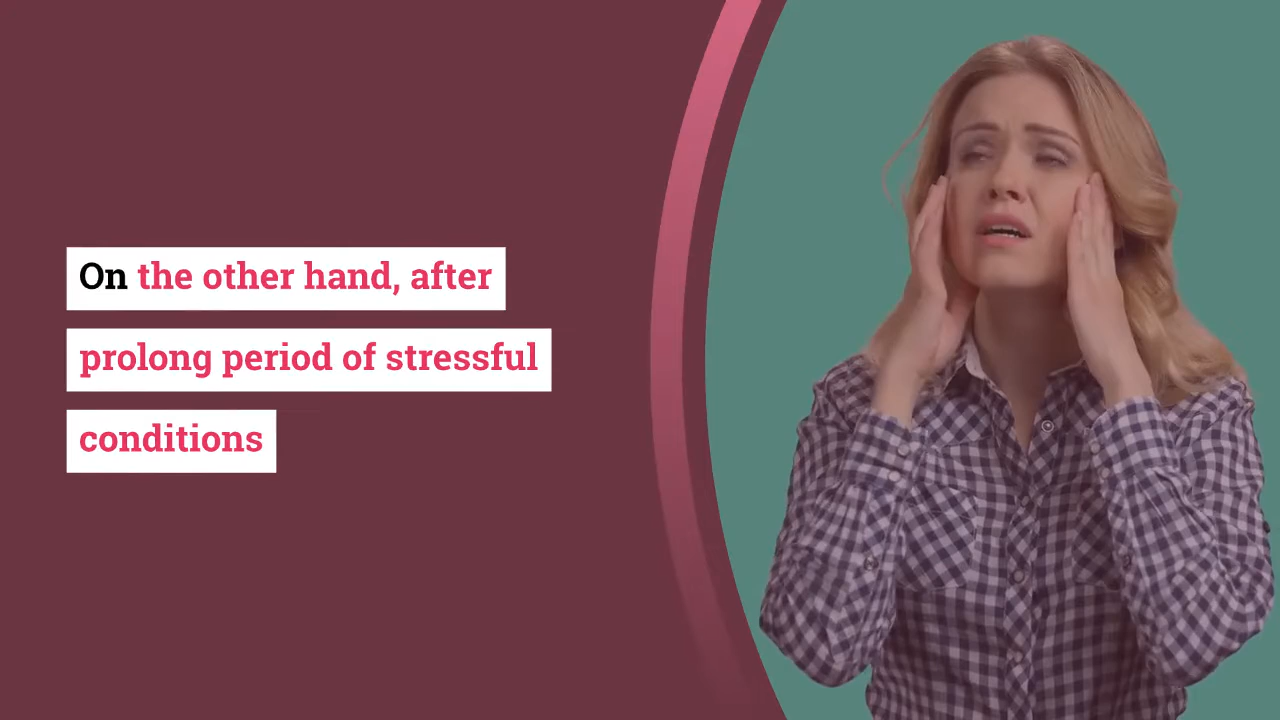 On the other hand, after
prolong period of stressful
conditions